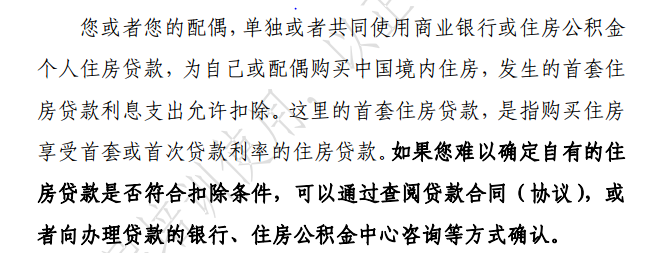 您或者您的配偶，单独或者共同使用商业银行或住房公积金
个人住房贷款，为自己或配偶购买中国境内住房，发生的首套住
房贷款利息支出允许扣除。这里的首套住房贷款，是指购买住房
享受首套或首次贷款利率的住房贷款。如果您难以确定自有的住
房贷款是否符合扣除条件，可以通过查阅贷款合同（协议），或
者向办理贷款的银行、住房公积金中心咨询等方式确认。
培训使用，以正